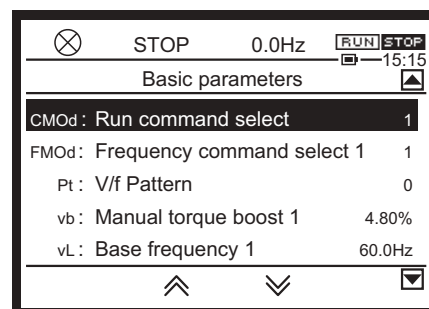 STOP 0.0Hz RUN STOP
15:15
Basic parameters
CMOd : Run command select 1
FMOd : Frequency command select 1 1
Pt : V/f Pattern 0
vb : Manual torque boost 1 4.80%
vL : Base frequency 1 60.0Hz